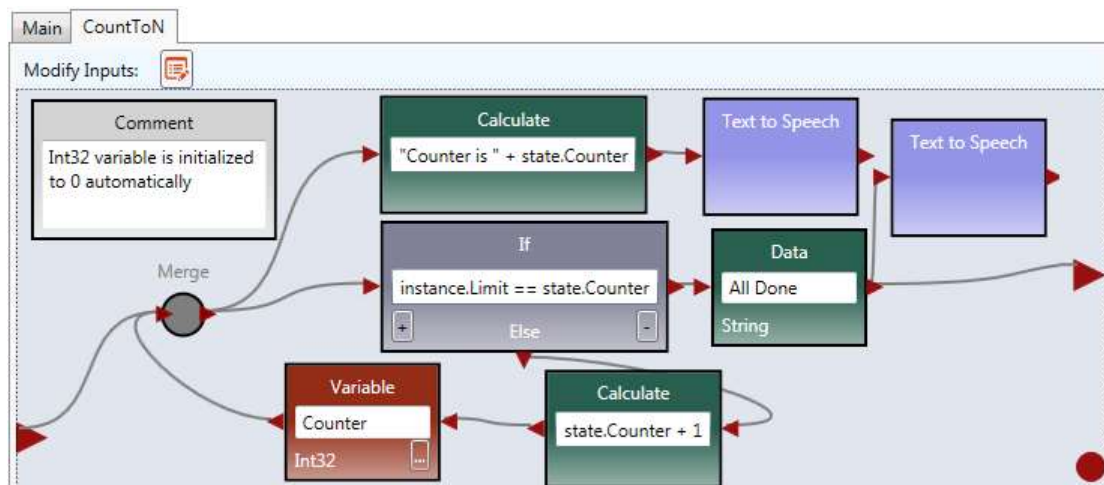 Main
CountToN
Modify Inputs:
Comment
Int32 variable is initialized
to 0 automatically
Calculate
"Counter is " + state.Counter
Text to Speech
Text to Speech
Merge
If
instance.Limit == state.Counter
+
Else
-
Data
All Done
String
Variable
Counter
Int32
...
Calculate
state.Counter + 1